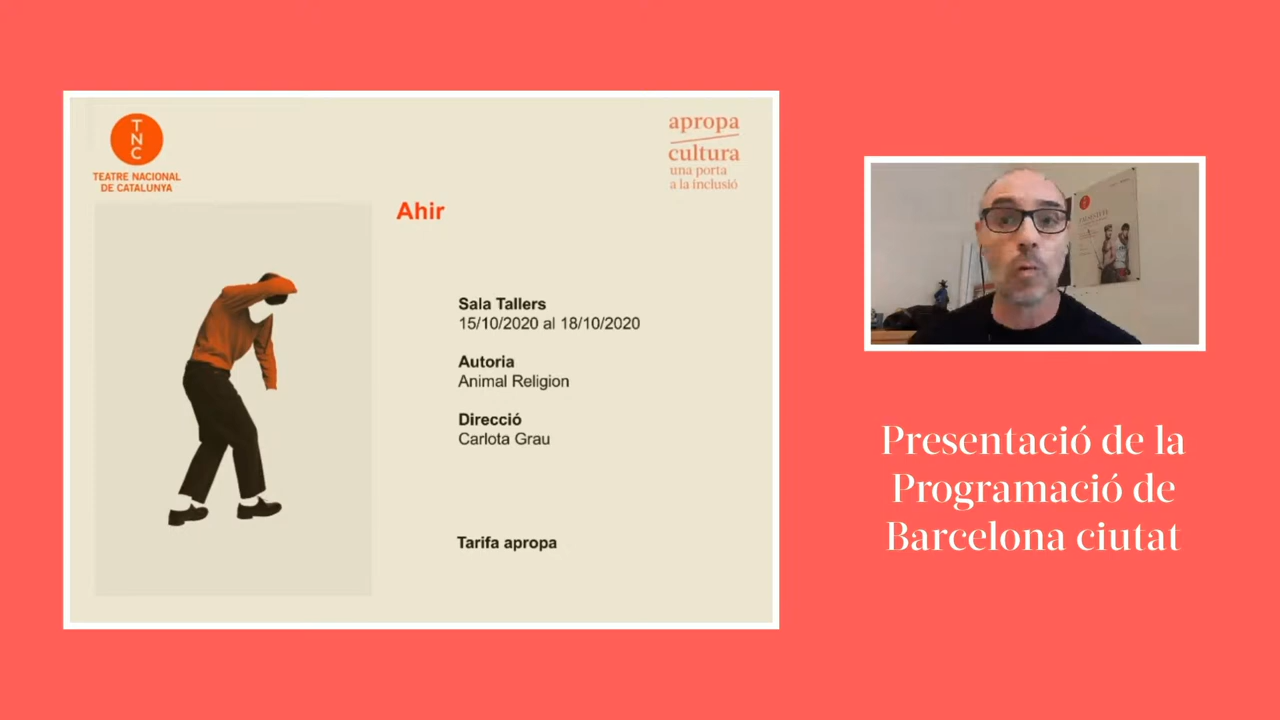 TNC
TEATRE NACIONAL
DE CATALUNYA
apropa
cultura
una porta
a la inclusió
Ahir
Sala Tallers
15/10/2020 al 18/10/2020
Autoria
Animal Religion
Direcció
Carlota Grau
Tarifa apropa
Presentació de la
Programació de
Barcelona ciutat